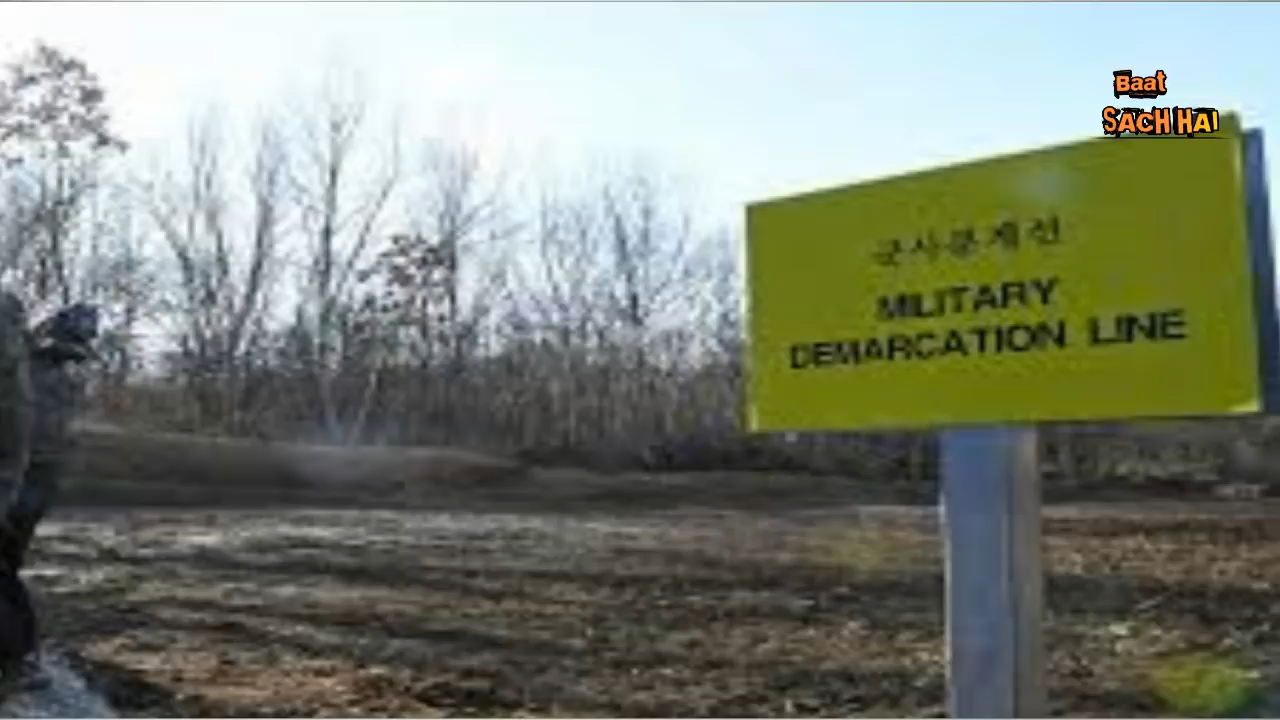 Baat
SACH HAI
군사분계선
MILITARY
DEMARCATION LINE